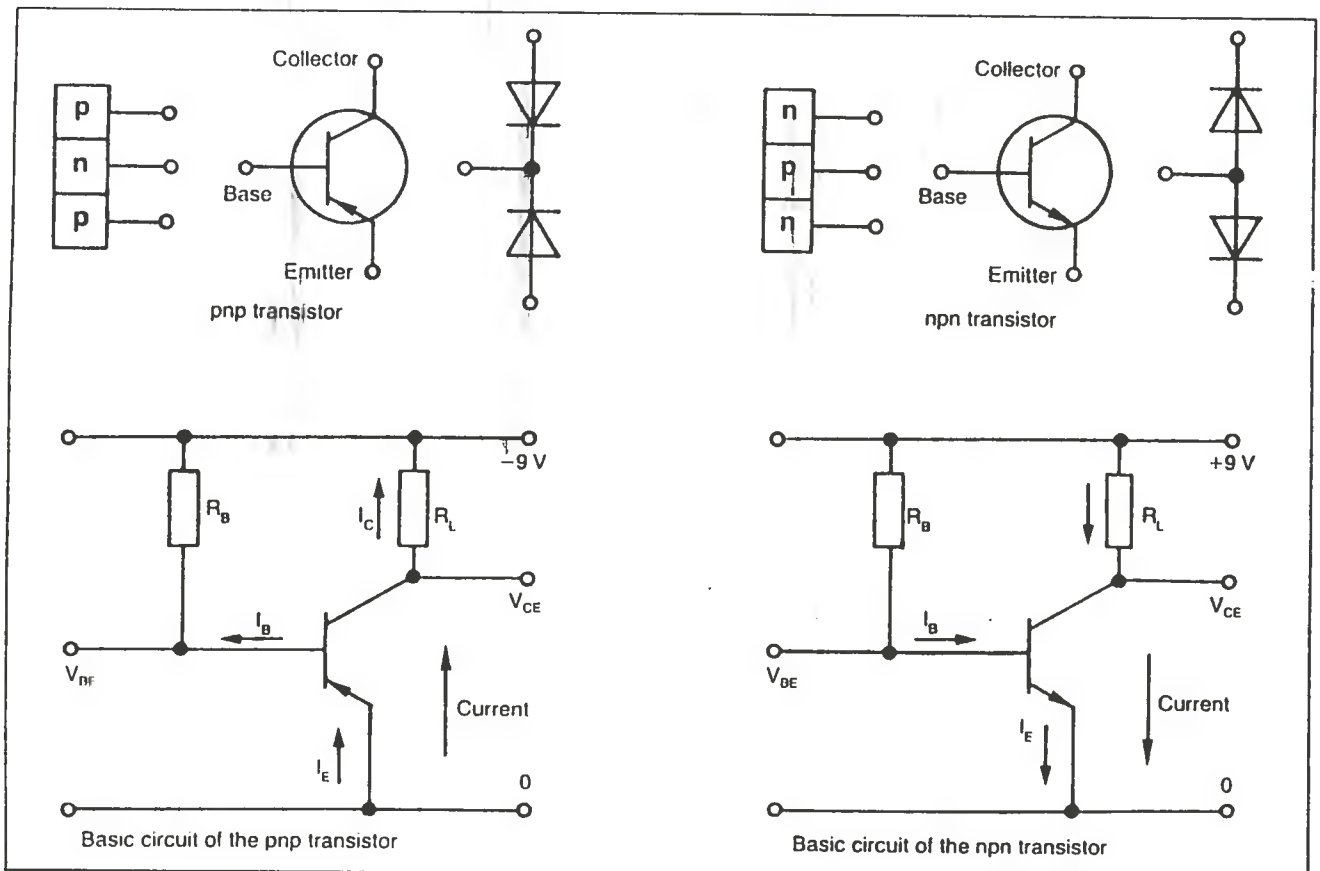 Collector
p
n
p
Base
Emitter
pnp transistor
Collector
n
p
n
Base
Emitter
npn transistor
−9 V
R_B
I_C
R_L
V_CE
I_B
V_BE
Current
I_E
0
Basic circuit of the pnp transistor
+9 V
R_B
R_L
V_CE
I_B
V_BE
Current
I_E
0
Basic circuit of the npn transistor